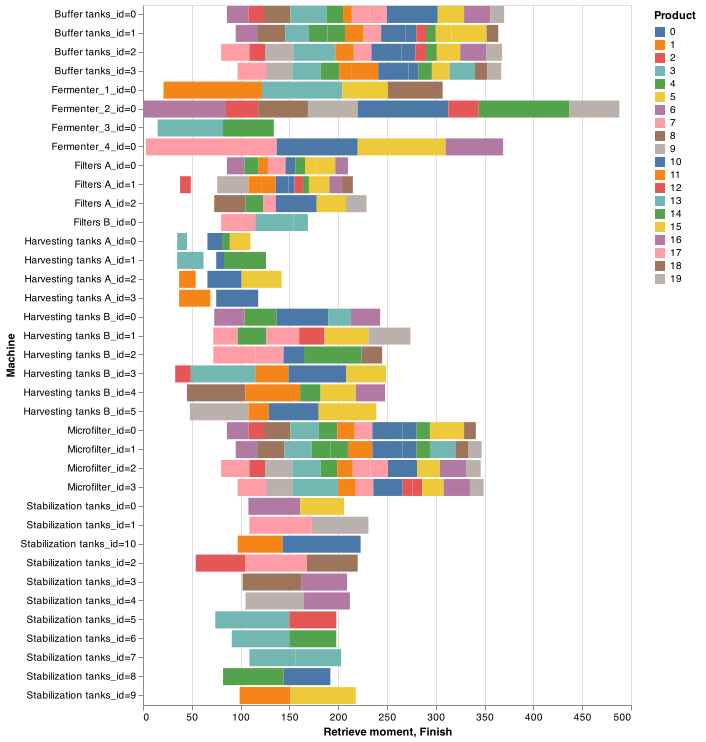 Product
0
1
2
3
4
5
6
7
8
9
10
11
12
13
14
15
16
17
18
19
Machine
Buffer tanks_id=0
Buffer tanks_id=1
Buffer tanks_id=2
Buffer tanks_id=3
Fermenter_1_id=0
Fermenter_2_id=0
Fermenter_3_id=0
Fermenter_4_id=0
Filters A_id=0
Filters A_id=1
Filters A_id=2
Filters B_id=0
Harvesting tanks A_id=0
Harvesting tanks A_id=1
Harvesting tanks A_id=2
Harvesting tanks A_id=3
Harvesting tanks B_id=0
Harvesting tanks B_id=1
Harvesting tanks B_id=2
Harvesting tanks B_id=3
Harvesting tanks B_id=4
Harvesting tanks B_id=5
Microfilter_id=0
Microfilter_id=1
Microfilter_id=2
Microfilter_id=3
Stabilization tanks_id=0
Stabilization tanks_id=1
Stabilization tanks_id=10
Stabilization tanks_id=2
Stabilization tanks_id=3
Stabilization tanks_id=4
Stabilization tanks_id=5
Stabilization tanks_id=6
Stabilization tanks_id=7
Stabilization tanks_id=8
Stabilization tanks_id=9
0 50 100 150 200 250 300 350 400 450 500
Retrieve moment, Finish